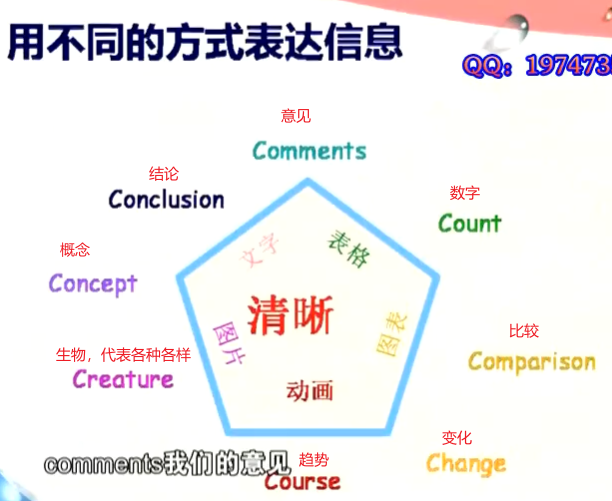 用不同的方式表达信息
QQ：197473
意见
Comments
结论
Conclusion
数字
Count
概念
Concept
文字
表格
清晰
图片
图表
动画
比较
Comparison
生物，代表各种各样
Creature
变化
Change
comments我们的意见
趋势
Course